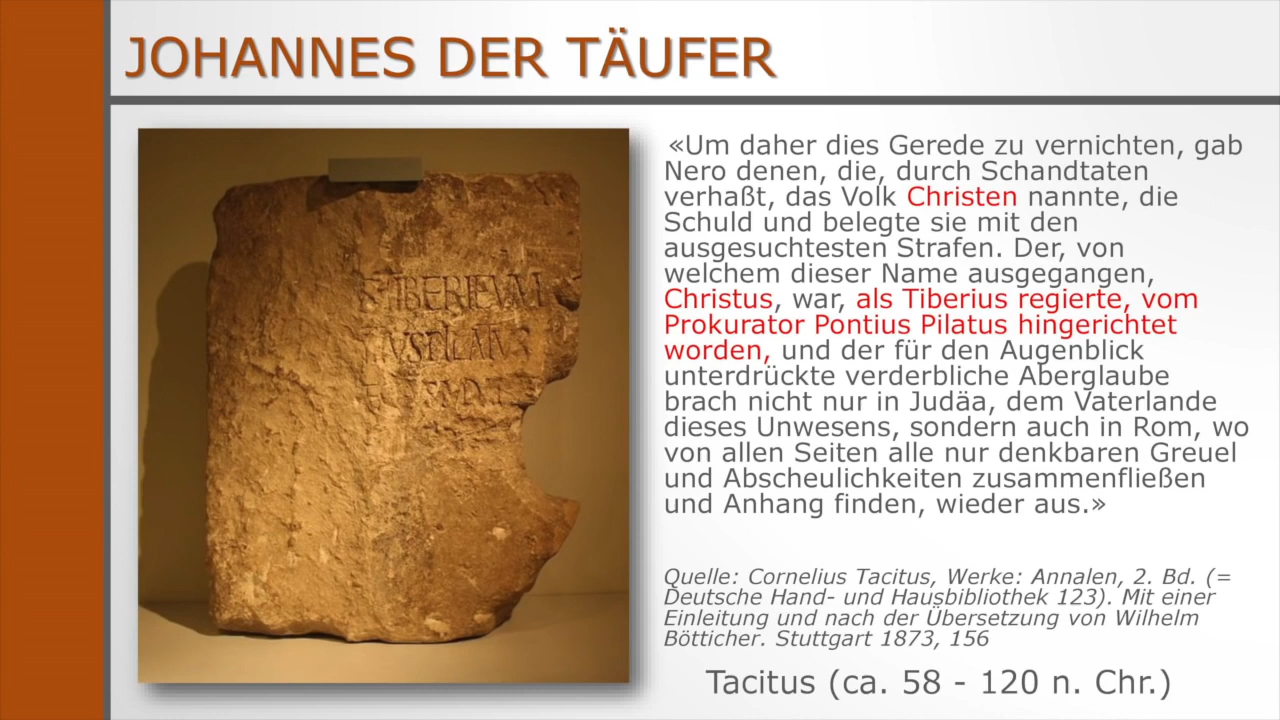 JOHANNES DER TÄUFER
«Um daher dies Gerede zu vernichten, gab
Nero denen, die, durch Schandtaten
verhaßt, das Volk Christen nannte, die
Schuld und belegte sie mit den
ausgesuchtesten Strafen. Der, von
welchem dieser Name ausgegangen,
Christus, war, als Tiberius regierte, vom
Prokurator Pontius Pilatus hingerichtet
worden, und der für den Augenblick
unterdrückte verderbliche Aberglaube
brach nicht nur in Judäa, dem Vaterlande
dieses Unwesens, sondern auch in Rom, wo
von allen Seiten alle nur denkbaren Greuel
und Abscheulichkeiten zusammenfließen
und Anhang finden, wieder aus.»
Quelle: Cornelius Tacitus, Werke: Annalen, 2. Bd. (=
Deutsche Hand- und Hausbibliothek 123). Mit einer
Einleitung und nach der Übersetzung von Wilhelm
Bötticher. Stuttgart 1873, 156
Tacitus (ca. 58 - 120 n. Chr.)